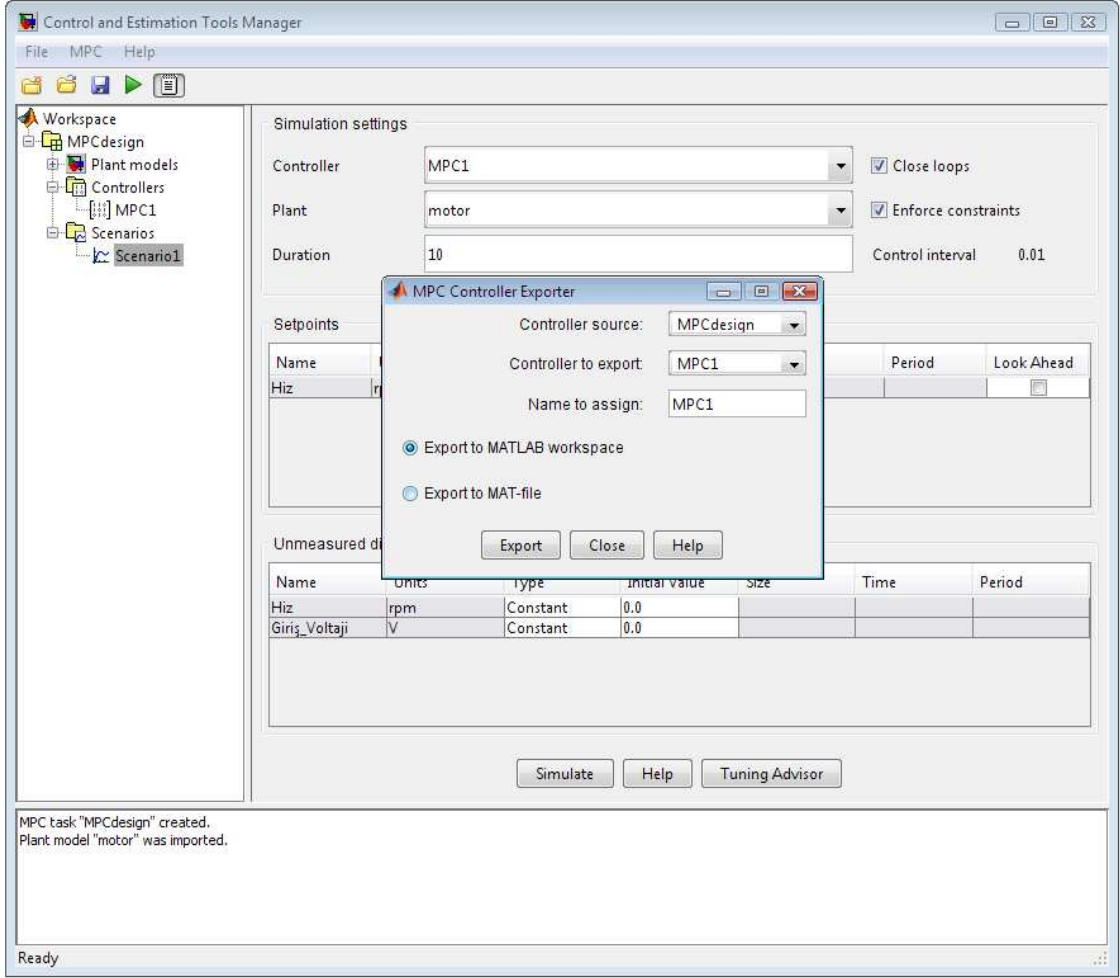 Control and Estimation Tools Manager
File MPC Help
Workspace
MPCdesign
Plant models
Controllers
MPC1
Scenarios
Scenario1
Simulation settings
Controller MPC1 Close loops
Plant motor Enforce constraints
Duration 10 Control interval 0.01
MPC Controller Exporter
Controller source: MPCdesign
Controller to export: MPC1
Name to assign: MPC1
Export to MATLAB workspace
Export to MAT-file
Export Close Help
Setpoints
Name Period Look Ahead
Hiz
Unmeasured
Name Units Type Initial Value Size Time Period
Hiz rpm Constant 0.0
Giriş_Voltaji V Constant 0.0
Simulate Help Tuning Advisor
MPC task "MPCdesign" created.
Plant model "motor" was imported.
Ready